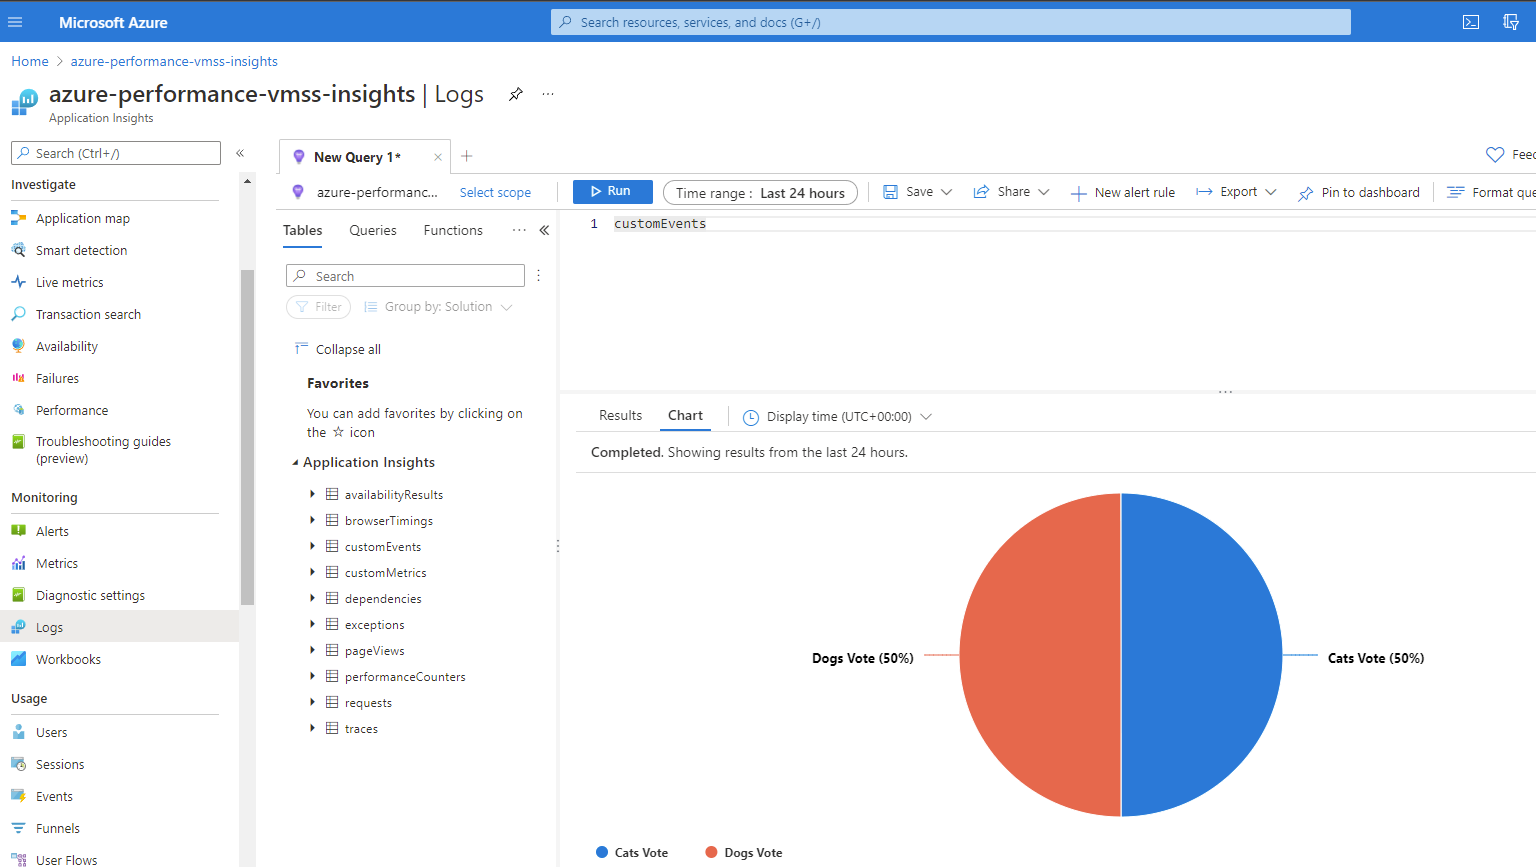 Microsoft Azure
Search resources, services, and docs (G+/)
Home > azure-performance-vmss-insights
azure-performance-vmss-insights | Logs
Application Insights
Search (Ctrl+/)
Investigate
Application map
Smart detection
Live metrics
Transaction search
Availability
Failures
Performance
Troubleshooting guides
(preview)
Monitoring
Alerts
Metrics
Diagnostic settings
Logs
Workbooks
Usage
Users
Sessions
Events
Funnels
User Flows
New Query 1*
Feed
azure-performanc... Select scope
Run
Time range : Last 24 hours
Save
Share
New alert rule
Export
Pin to dashboard
Format que
Tables Queries Functions
Search
Filter
Group by: Solution
Collapse all
Favorites
You can add favorites by clicking on
the ☆ icon
Application Insights
availabilityResults
browserTimings
customEvents
customMetrics
dependencies
exceptions
pageViews
performanceCounters
requests
traces
1 customEvents
Results Chart Display time (UTC+00:00)
Completed. Showing results from the last 24 hours.
Dogs Vote (50%)
Cats Vote (50%)
Cats Vote Dogs Vote